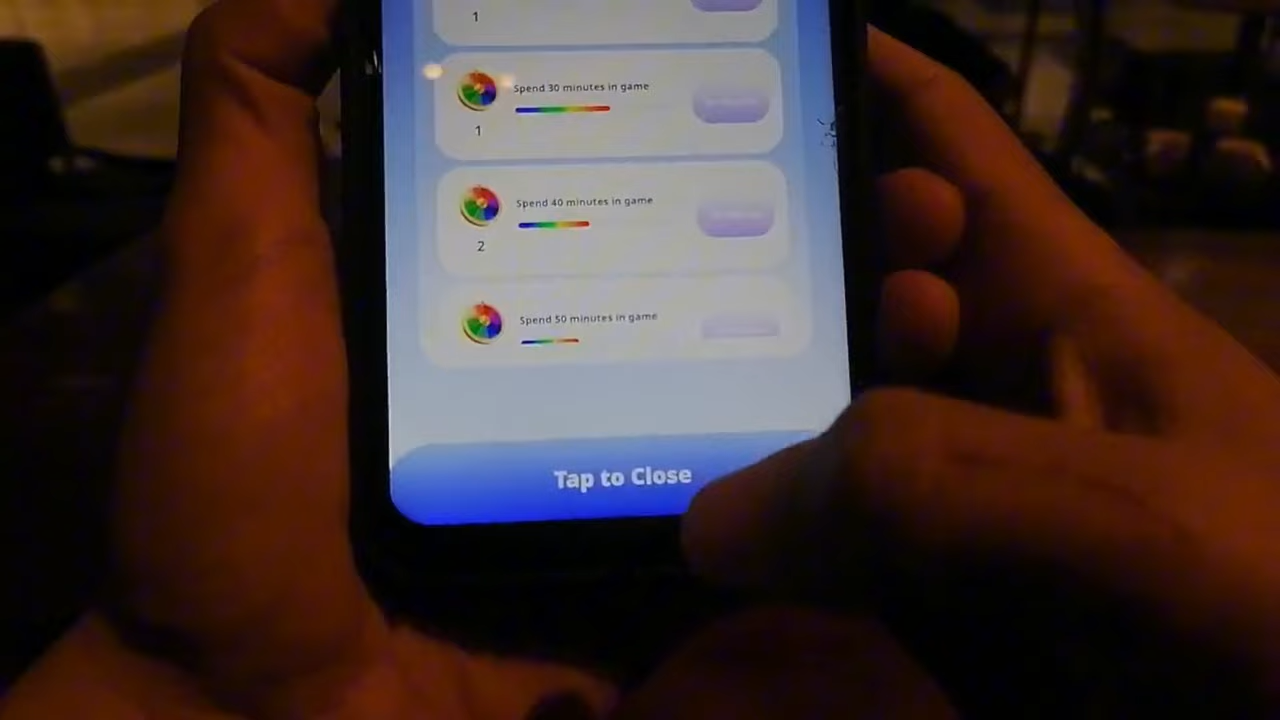 1
Spend 30 minutes in game
1
Spend 40 minutes in game
2
Spend 50 minutes in game
Tap to Close